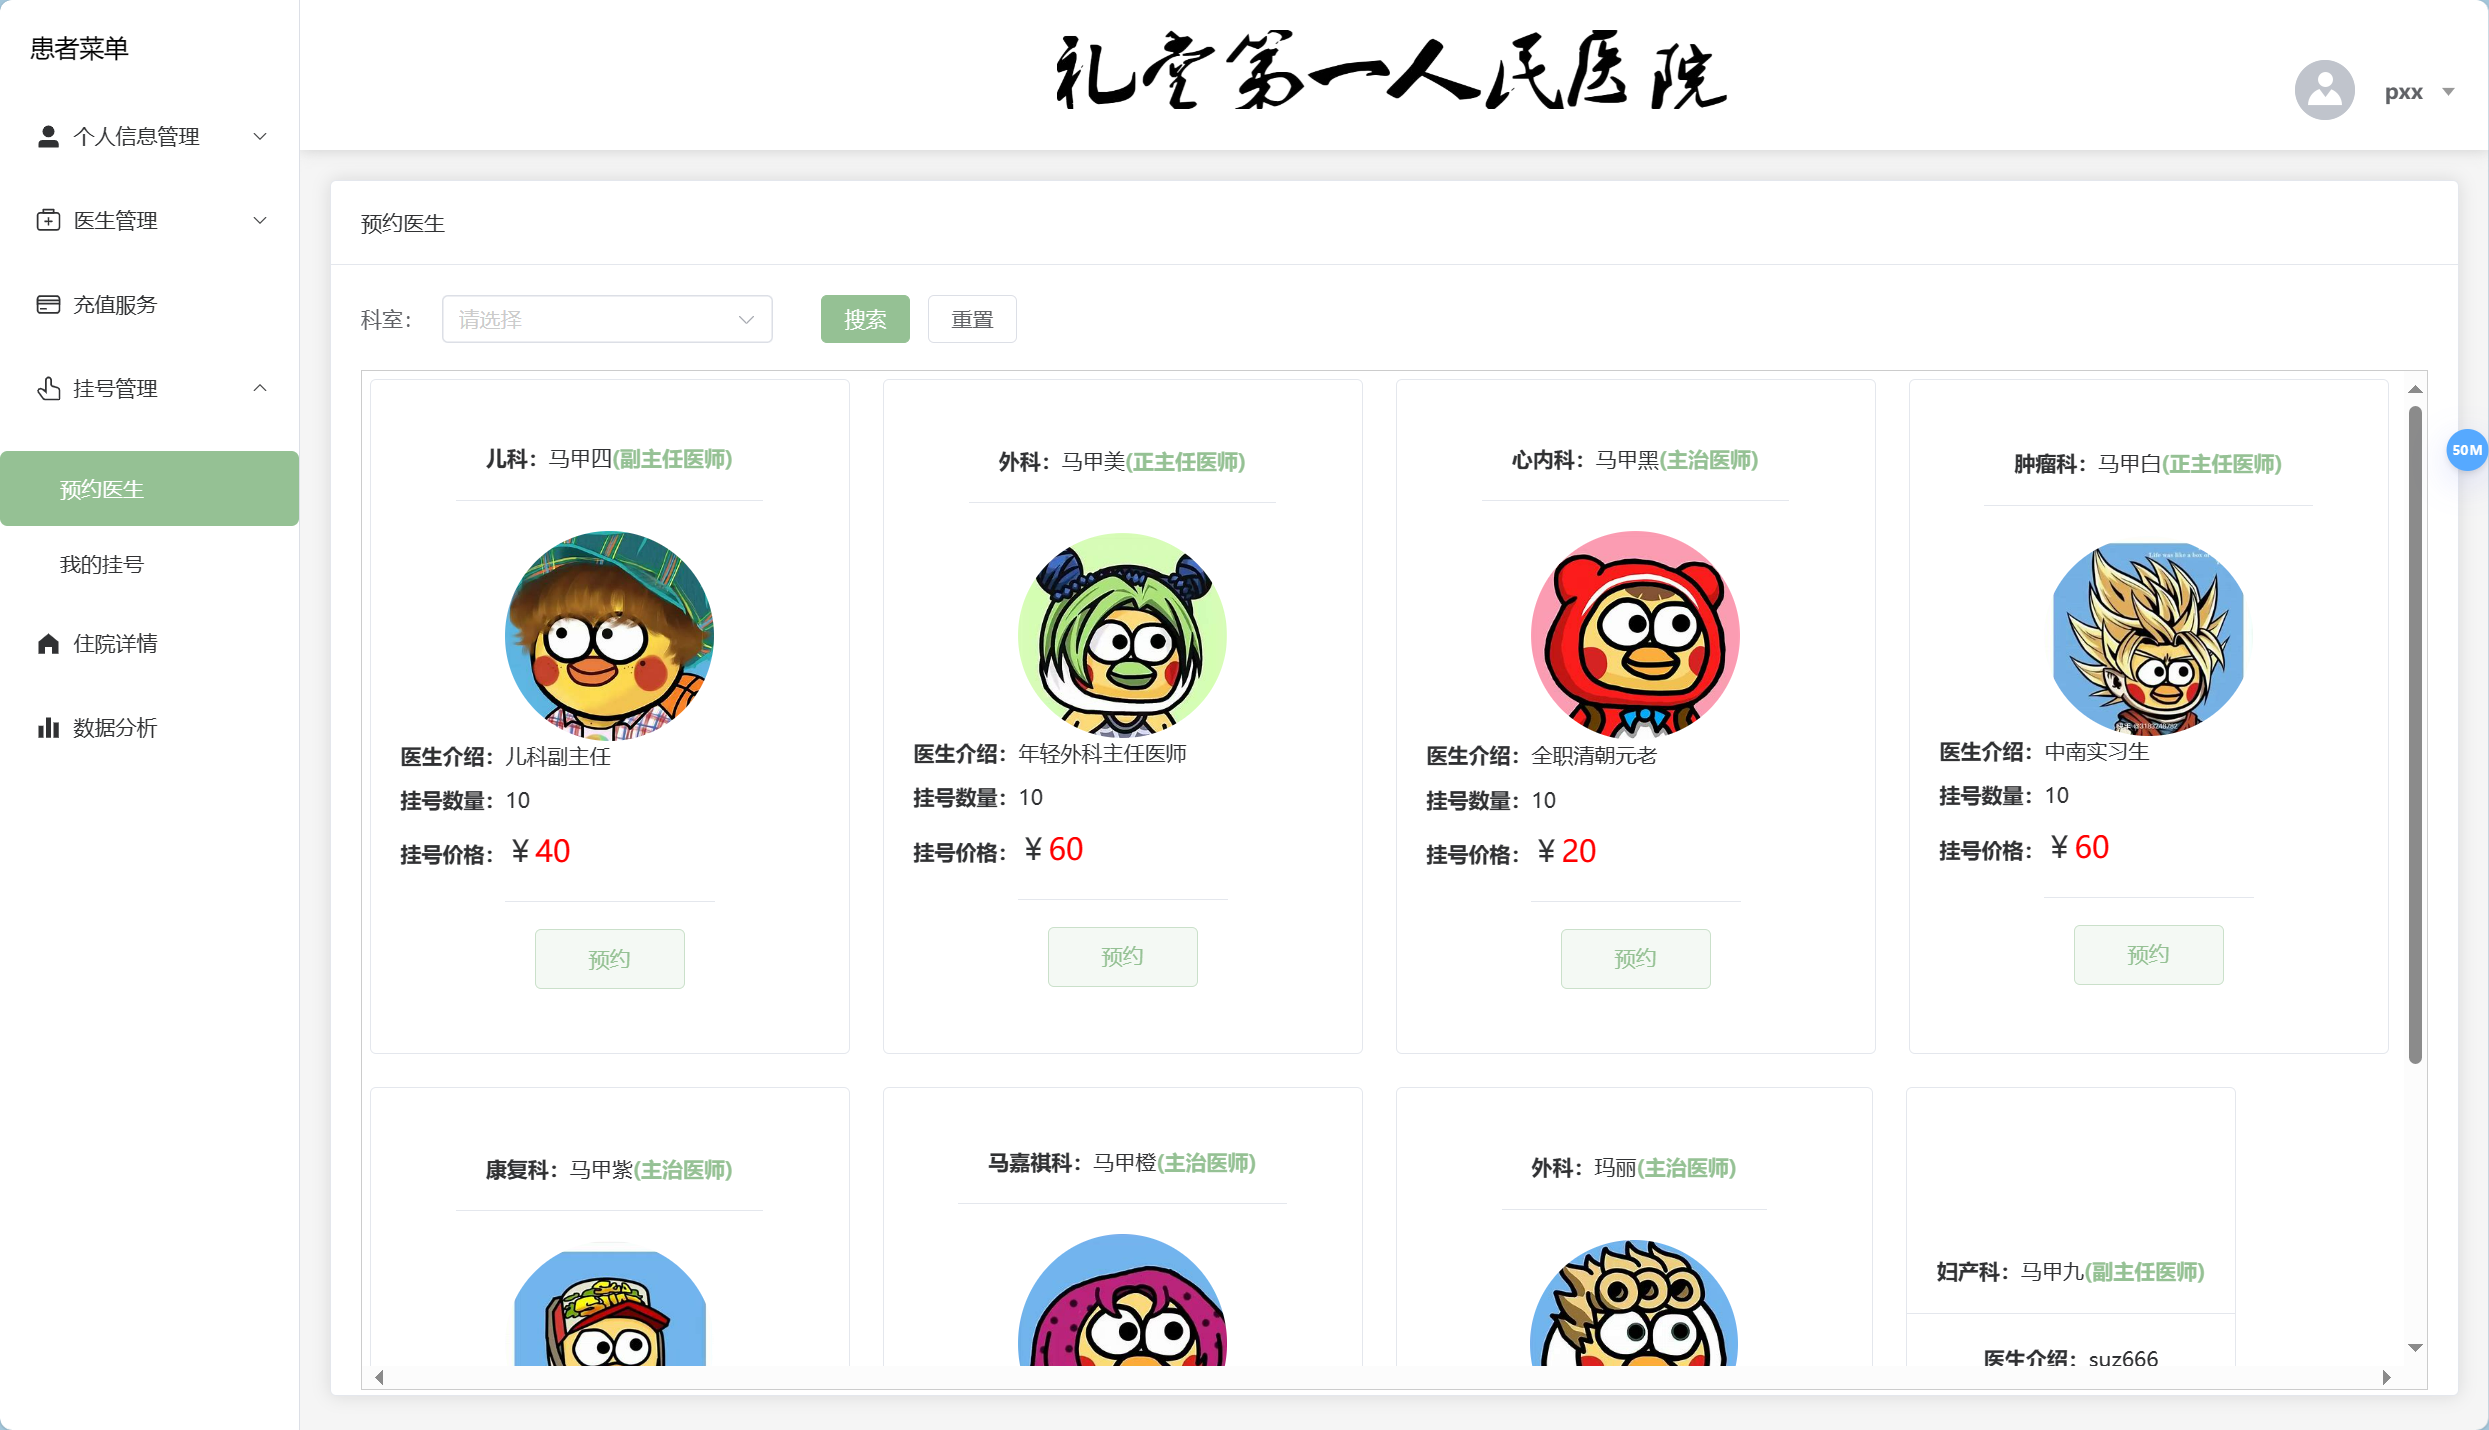 患者菜单
礼堂第一人民医院
pxx
个人信息管理
医生管理
充值服务
挂号管理
预约医生
我的挂号
住院详情
数据分析
预约医生
科室：
请选择
搜索
重置
50M
儿科：马甲四(副主任医师)
医生介绍：儿科副主任
挂号数量：10
挂号价格：￥40
预约
外科：马甲美(正主任医师)
医生介绍：年轻外科主任医师
挂号数量：10
挂号价格：￥60
预约
心内科：马甲黑(主治医师)
医生介绍：全职清朝元老
挂号数量：10
挂号价格：￥20
预约
肿瘤科：马甲白(正主任医师)
医生介绍：中南实习生
挂号数量：10
挂号价格：￥60
预约
康复科：马甲紫(主治医师)
马嘉祺科：马甲橙(主治医师)
外科：玛丽(主治医师)
妇产科：马甲九(副主任医师)
医生介绍：suz666